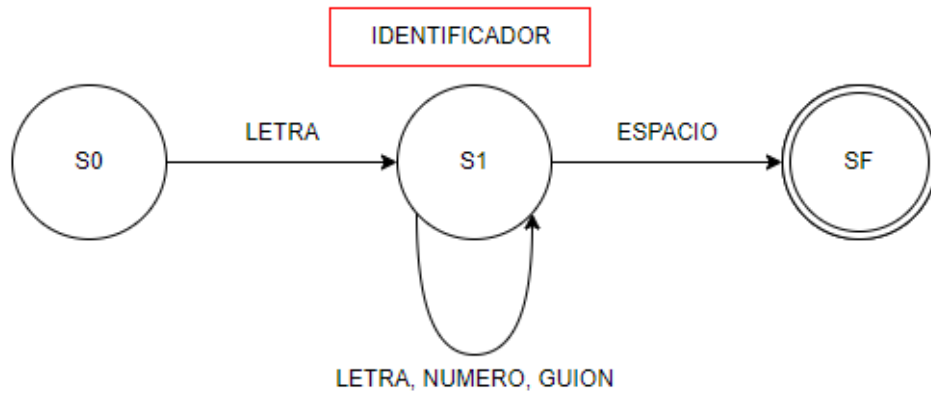 IDENTIFICADOR
LETRA
ESPACIO
S0
S1
SF
LETRA, NUMERO, GUION